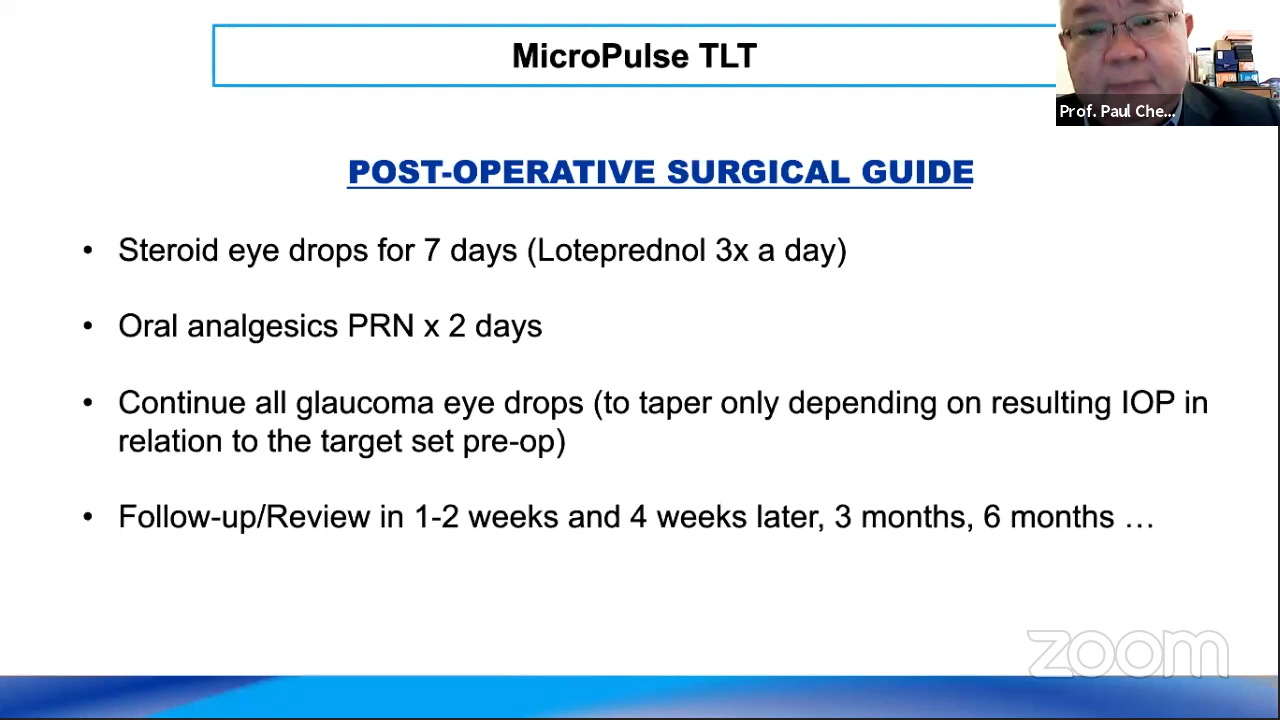 MicroPulse TLT
Prof. Paul Che...
POST-OPERATIVE SURGICAL GUIDE
• Steroid eye drops for 7 days (Loteprednol 3x a day)
• Oral analgesics PRN x 2 days
• Continue all glaucoma eye drops (to taper only depending on resulting IOP in
relation to the target set pre-op)
• Follow-up/Review in 1-2 weeks and 4 weeks later, 3 months, 6 months …
zoom